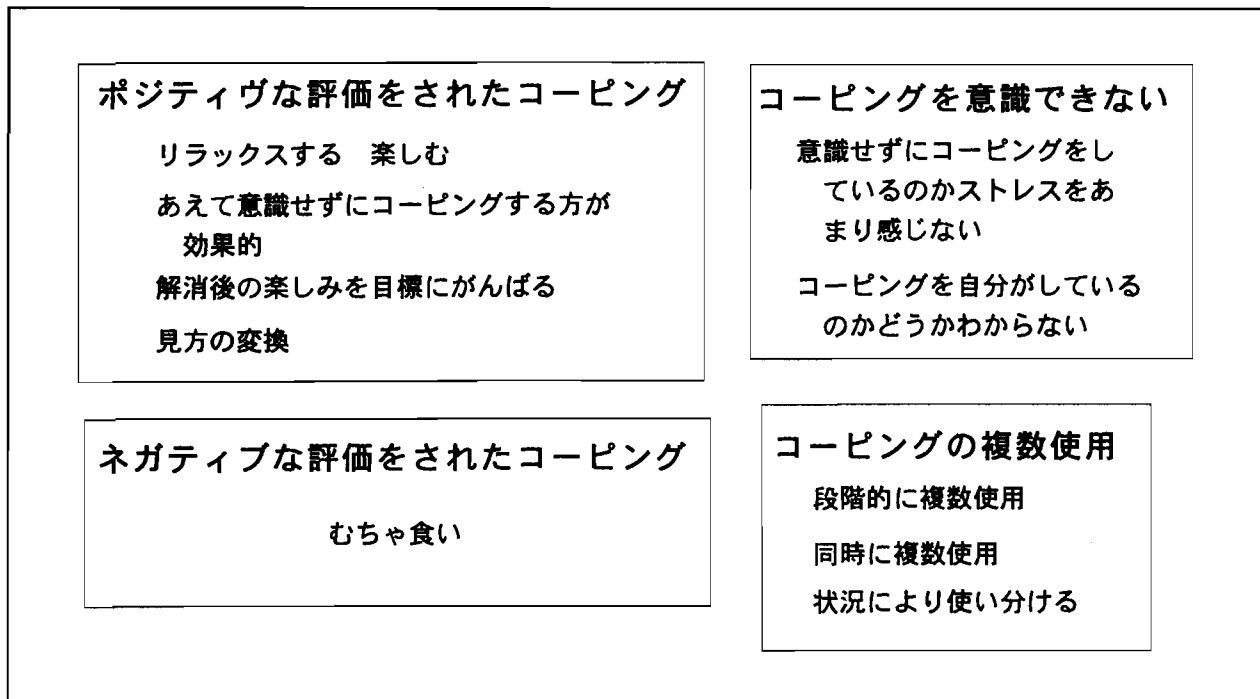 ポジティヴな評価をされたコーピング
リラックスする　楽しむ
あえて意識せずにコーピングする方が
効果的
解消後の楽しみを目標にがんばる
見方の変換
コーピングを意識できない
意識せずにコーピングをし
ているのかストレスをあ
まり感じない
コーピングを自分がしている
のかどうかわからない
ネガティブな評価をされたコーピング
むちゃ食い
コーピングの複数使用
段階的に複数使用
同時に複数使用
状況により使い分ける